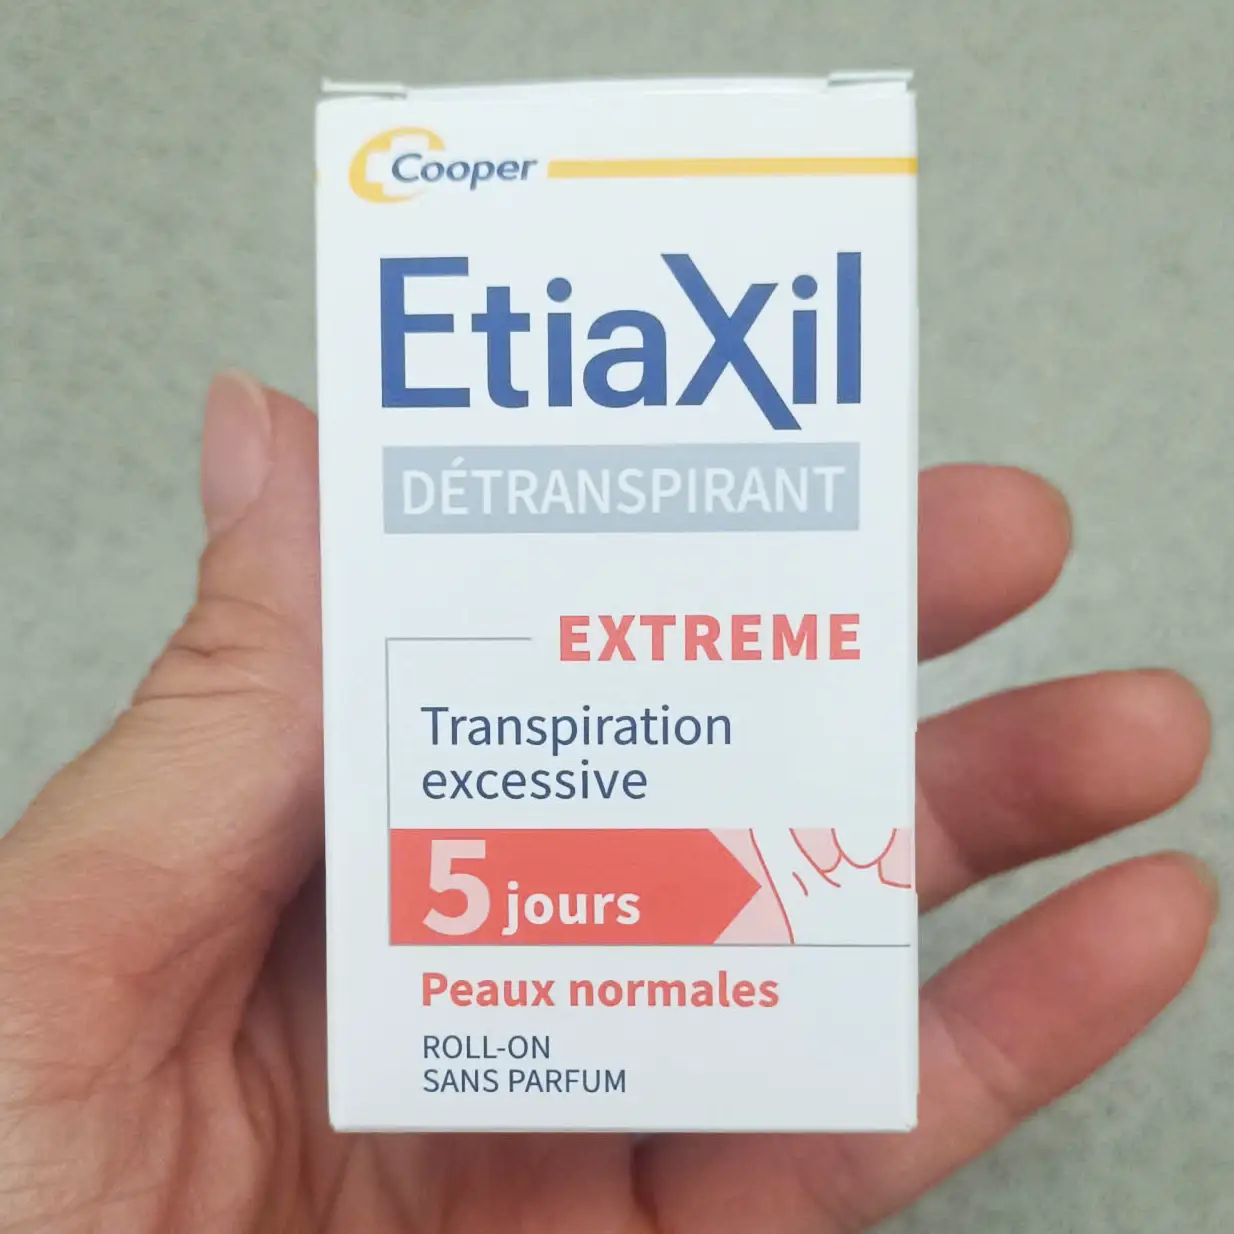 Cooper
EtiaXil
DÉTRANSPIRANT
EXTREME
Transpiration
excessive
5 jours
Peaux normales
ROLL-ON
SANS PARFUM